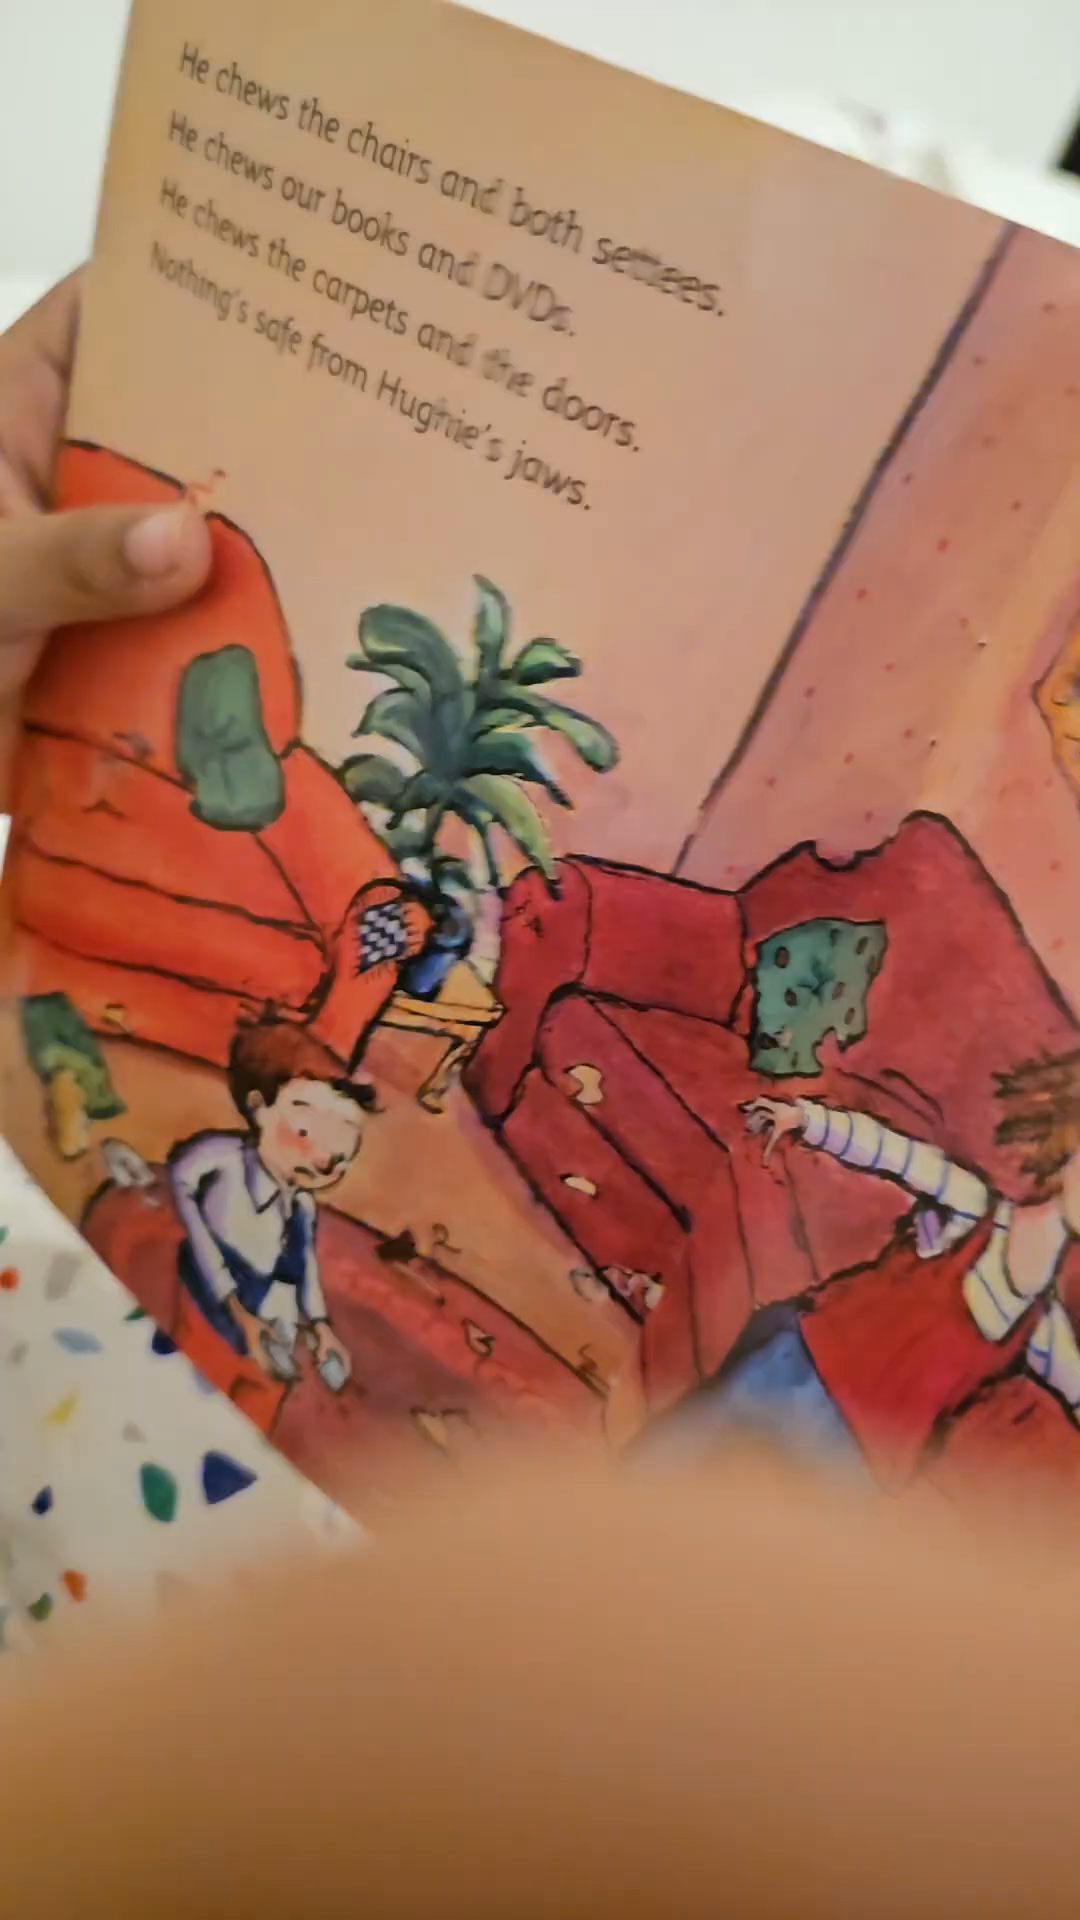 He chews the chairs and both settees.
He chews our books and DVDs.
He chews the carpets and the doors.
Nothing's safe from Hughie's jaws.